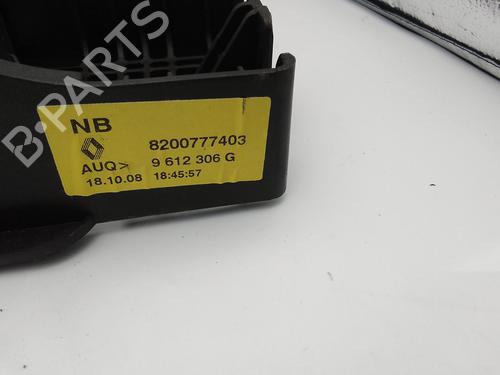 B-PARTS
NB
8200777403
AUQ> 9 612 306 G
18.10.08 18:45:57